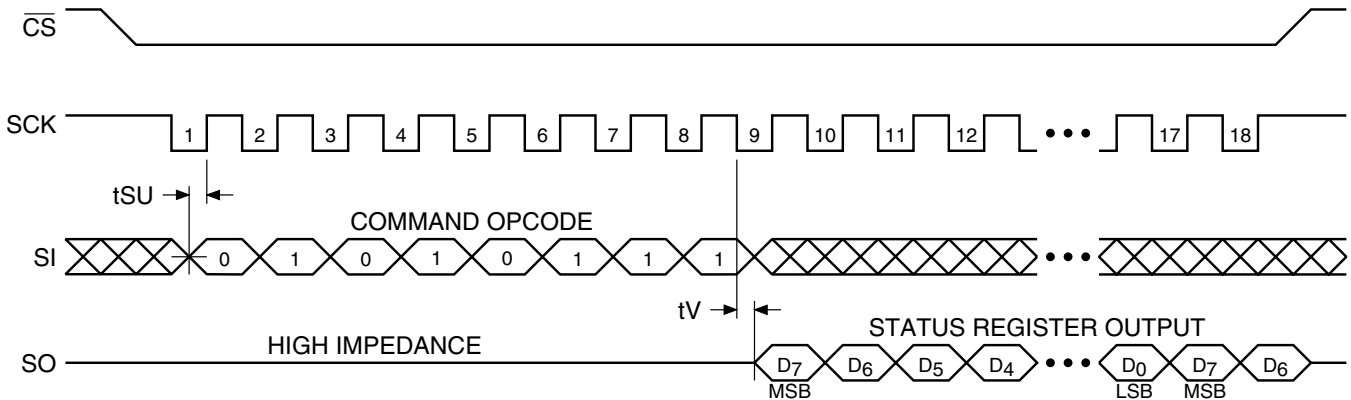 CS
SCK 1 2 3 4 5 6 7 8 9 10 11 12 ••• 17 18
tSU
COMMAND OPCODE
SI 0 1 0 1 0 1 1 1 •••
tV
HIGH IMPEDANCE STATUS REGISTER OUTPUT
SO D7 D6 D5 D4 ••• D0 D7 D6
MSB LSB MSB